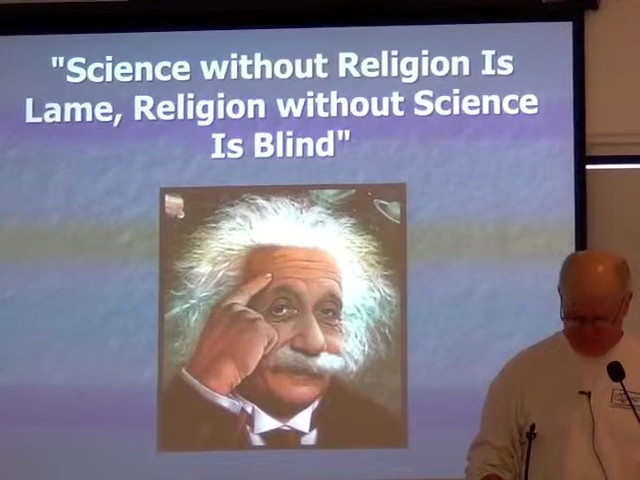 "Science without Religion Is
Lame, Religion without Science
Is Blind"